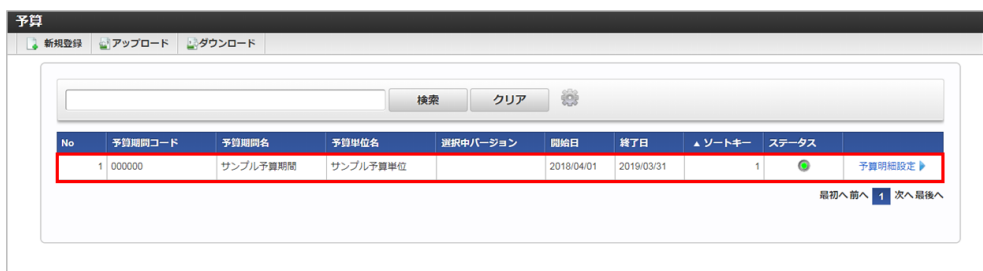 予算
新規登録 アップロード ダウンロード
検索 クリア
No 予算期間コード 予算期間名 予算単位名 選択中バージョン 開始日 終了日 ▲ ソートキー ステータス
1 000000 サンプル予算期間 サンプル予算単位 2018/04/01 2019/03/31 1 予算明細設定
最初へ 前へ 1 次へ 最後へ